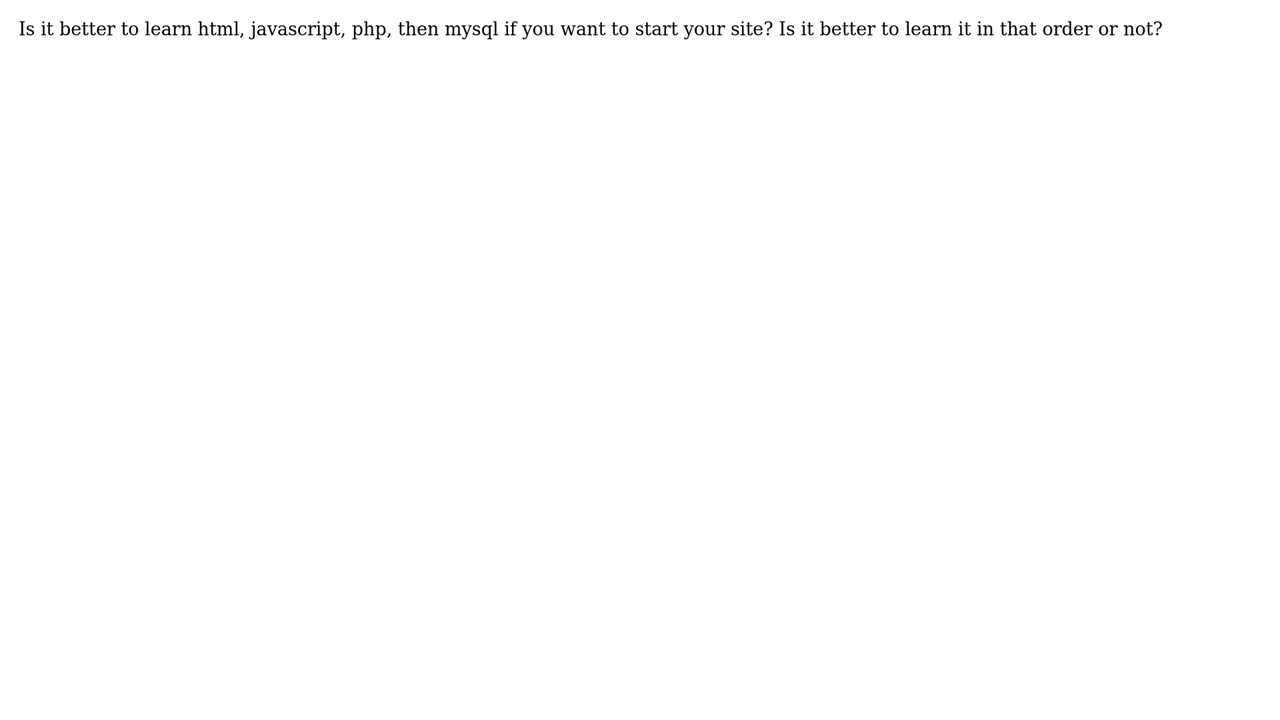 Is it better to learn html, javascript, php, then mysql if you want to start your site? Is it better to learn it in that order or not?